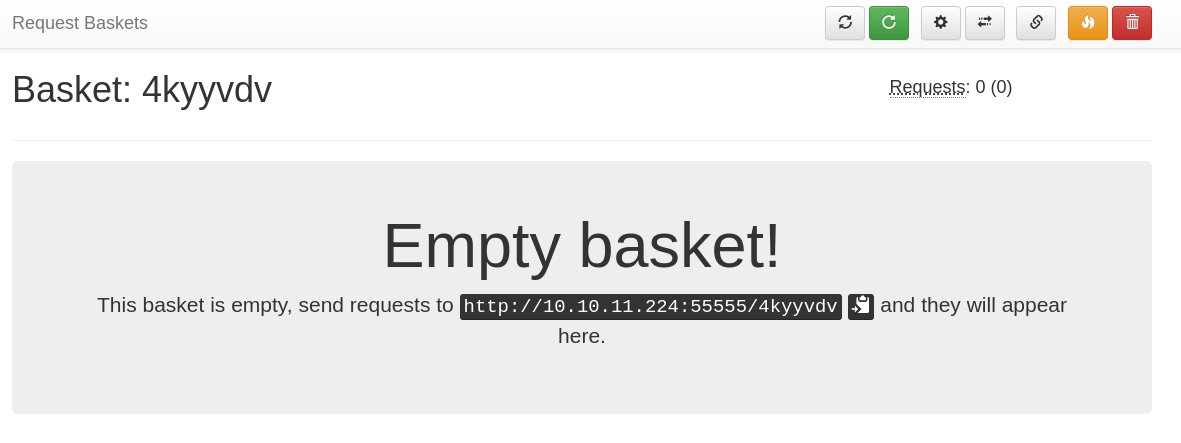 Request Baskets
Basket: 4kyyvdv
Requests: 0 (0)
Empty basket!
This basket is empty, send requests to http://10.10.11.224:55555/4kyyvdv and they will appear
here.